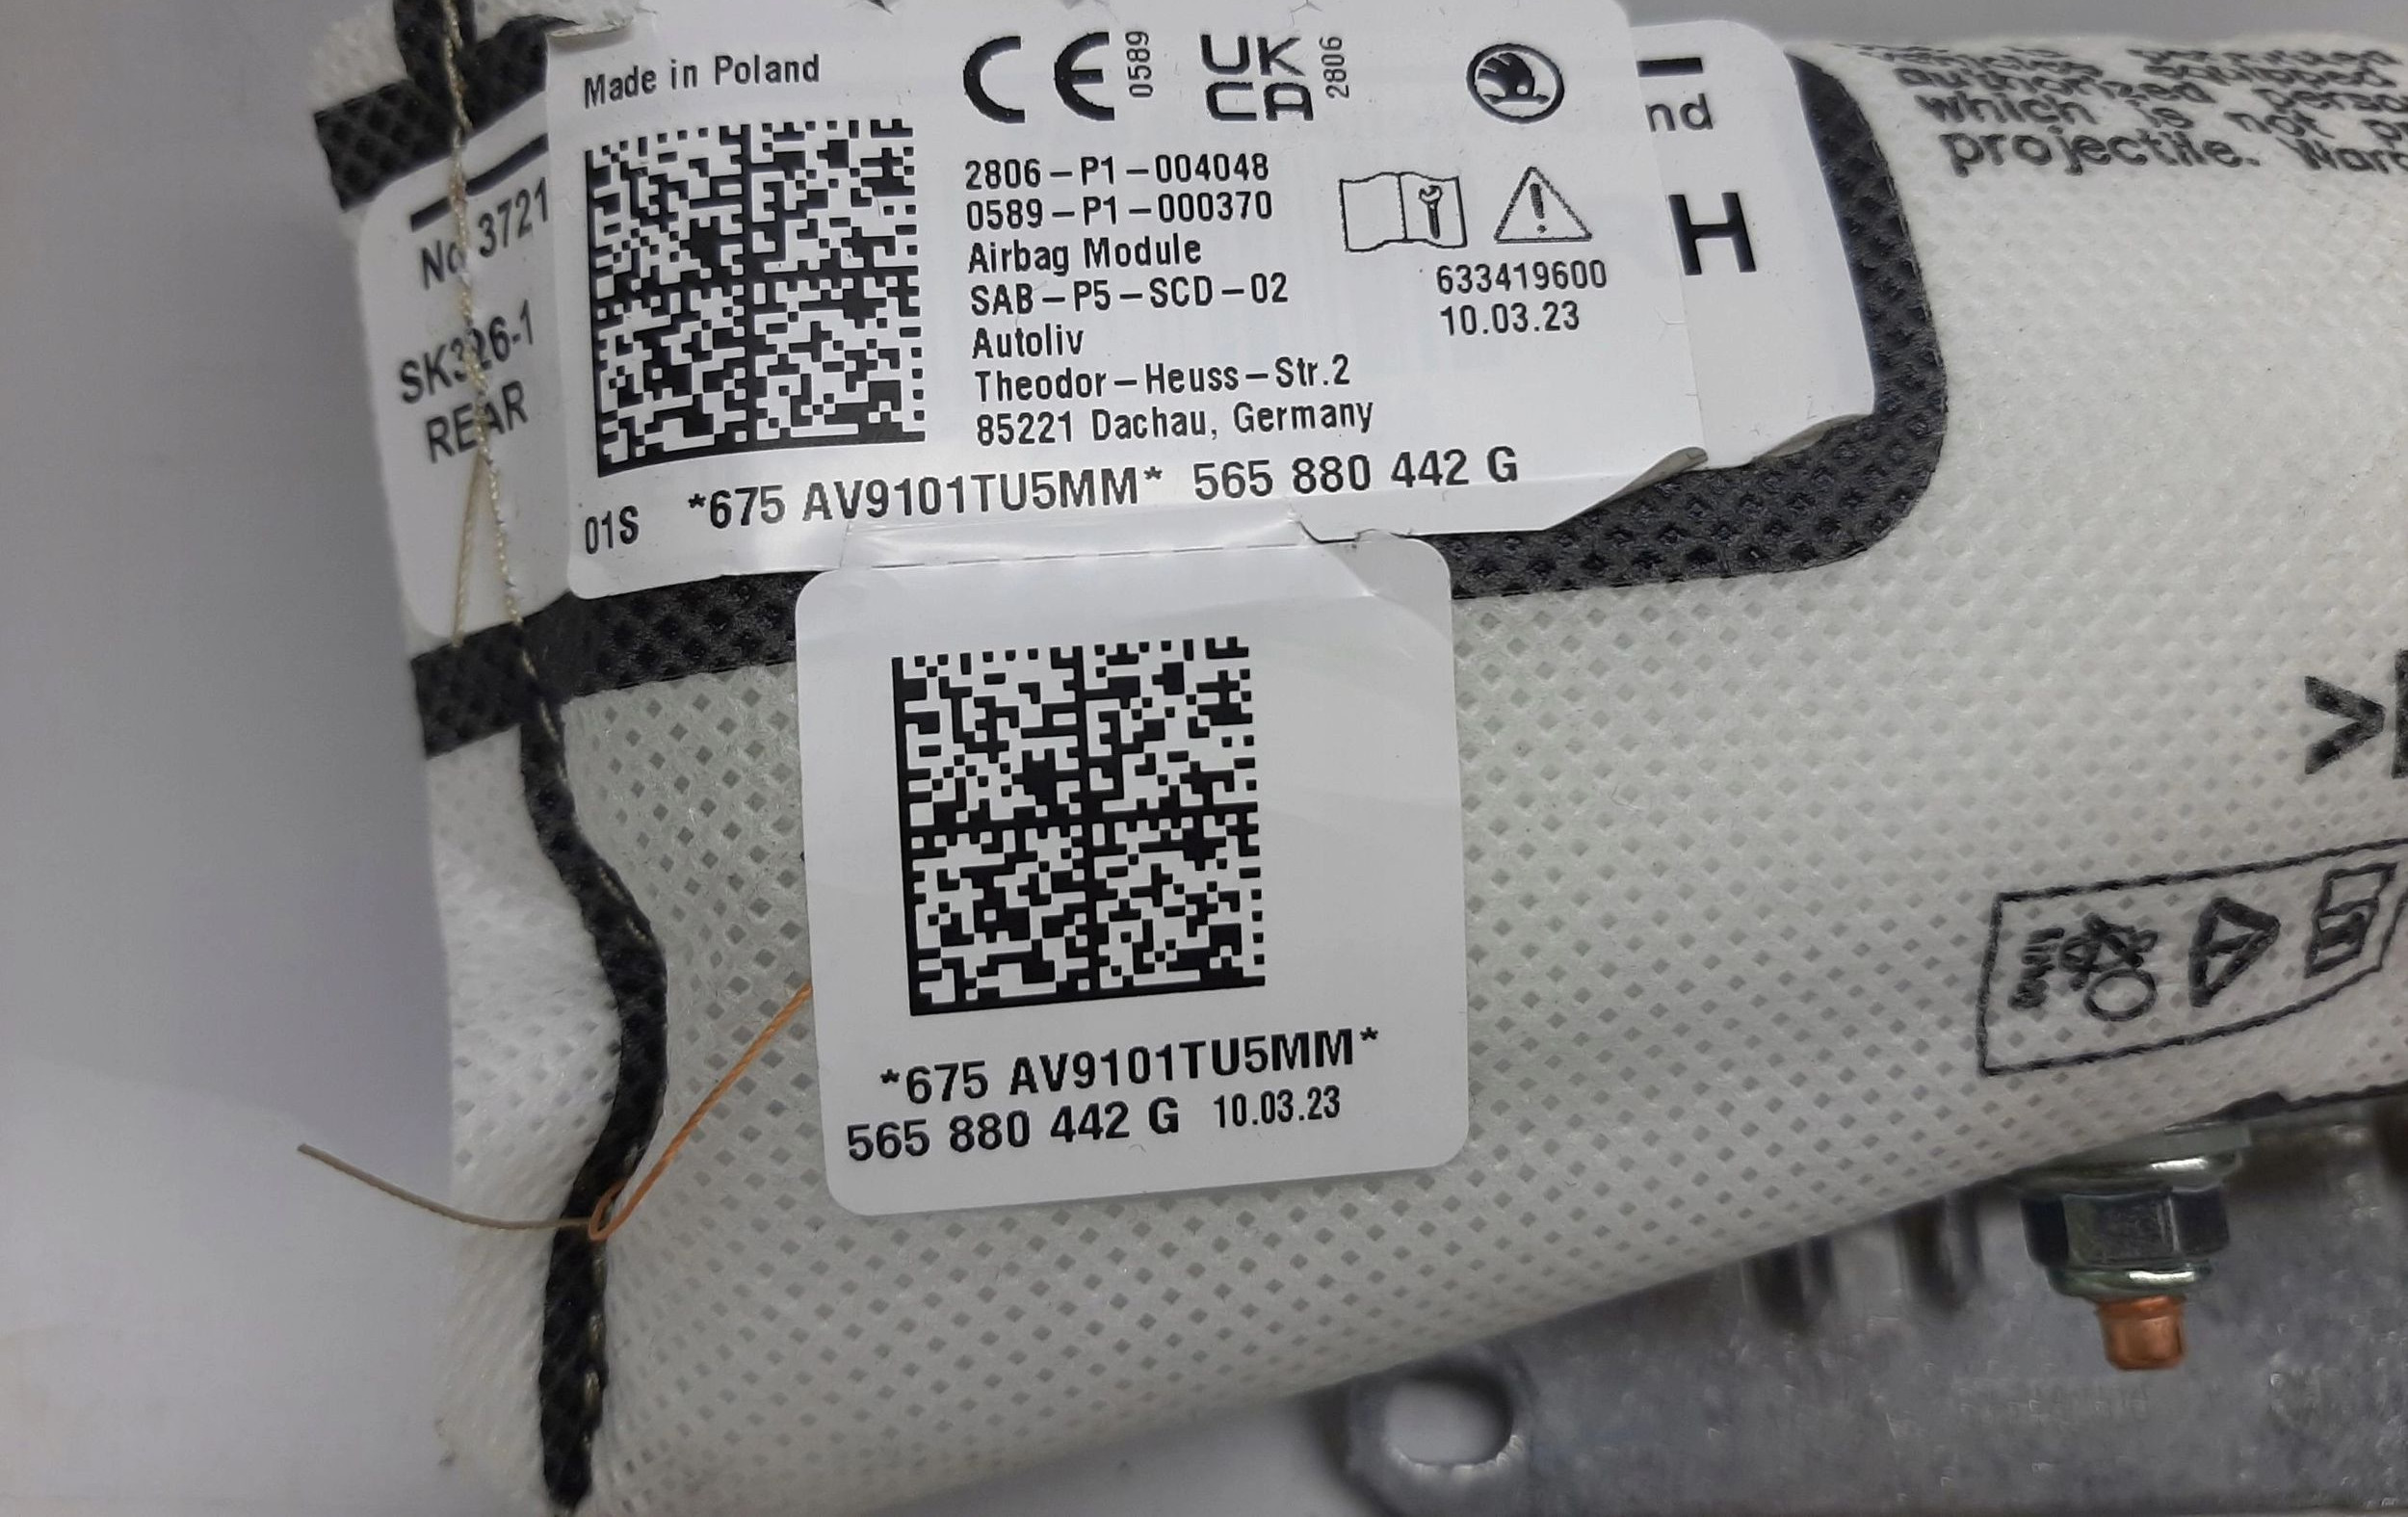 Made in Poland
CE 0589
UK
CA 2806
2806-P1-004048
0589-P1-000370
Airbag Module
SAB-P5-SCD-02
Autoliv
Theodor-Heuss-Str.2
85221 Dachau, Germany
633419600
10.03.23
01S *675 AV9101TU5MM* 565 880 442 G
nd
H
No 3721
SK326-1
REAR
authorized
which is not
projectile.
*675 AV9101TU5MM*
565 880 442 G 10.03.23